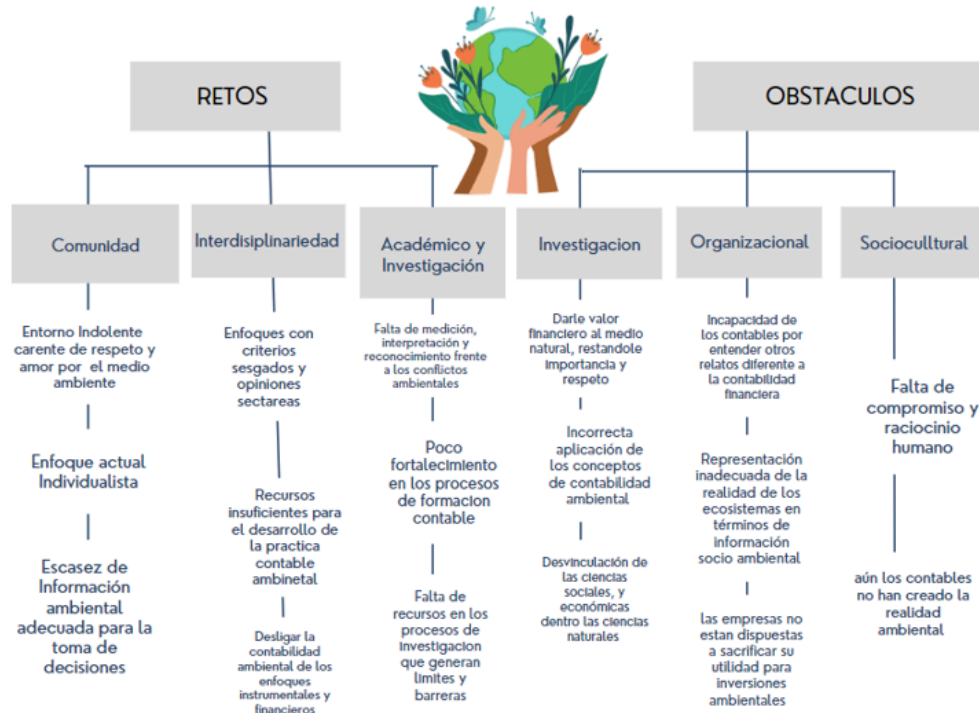 RETOS
OBSTACULOS
Comunidad
Interdisiplinariedad
Académico y
Investigación
Investigacion
Organizacional
Sociocultural
Entorno Indolente
carente de respeto y
amor por el medio
ambiente
Enfoque actual
Individualista
Escasez de
Información
ambiental
adecuada para la
toma de
decisiones
Enfoques con
criterios
sesgados y
opiniones
sectareas
Recursos
insuficientes para
el desarrollo de
la practica
contable
ambinetal
Desligar la
contabilidad
ambiental de los
enfoques
instrumentales y
financieros
Falta de medición,
interpretación y
reconocimiento frente
a los conflictos
ambientales
Poco
fortalecimiento
en los procesos
de formacion
contable
Falta de
recursos en los
procesos de
investigacion
que generan
limites y
barreras
Darle valor
financiero al medio
natural, restandole
importancia y
respeto
Incorrecta
aplicación de
los conceptos
de contabilidad
ambiental
Desvinculación de
las ciencias
sociales, y
económicas
dentro las ciencias
naturales
Incapacidad de
los contables por
entender otros
relatos diferente a
la contabilidad
financiera
Representación
inadecuada de la
realidad de los
ecosistemas en
términos de
información
socio ambiental
las empresas no
estan dispuestas
a sacrificar su
utilidad para
inversiones
ambientales
Falta de
compromiso y
raciocinio
humano
aún los contables
no han creado la
realidad
ambiental